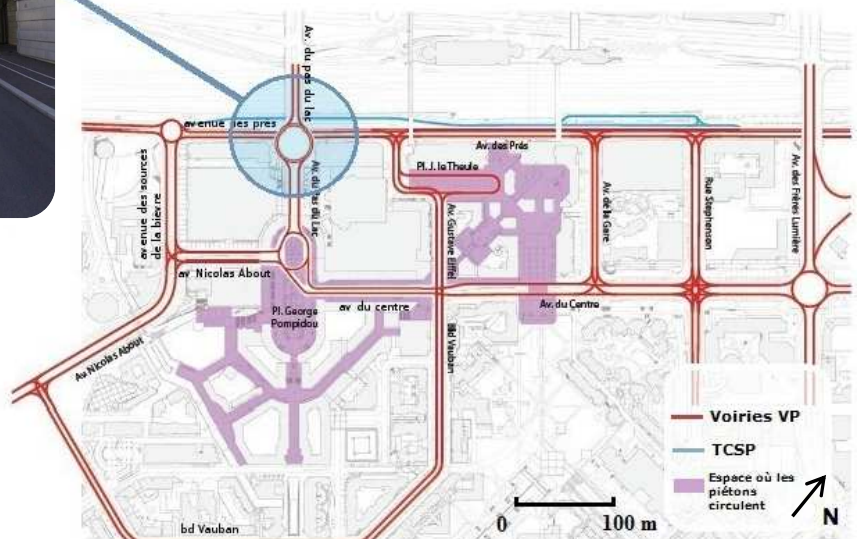 Av. du pas du lac
avenue des pres
Av. des Prés
Pl. J. le Theule
avenue des sources
de la bièvre
Av. du Pas du Lac
Av. Gustave Eiffel
Av. de la Gare
Rue Stephenson
Av. des Frères Lumière
av Nicolas About
Pl. George
Pompidou
av du centre
Av. du Centre
Av Nicolas About
Bd Vauban
bd Vauban
Voiries VP
TCSP
Espace où les
piétons
circulent
0
100 m
N